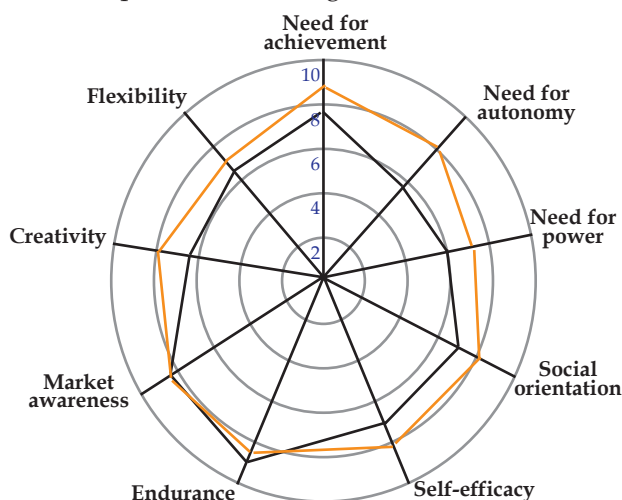 Need for
achievement
10
Flexibility
Need for
autonomy
8
6
4
2
Need for
power
Creativity
Social
orientation
Market
awareness
Endurance
Self-efficacy